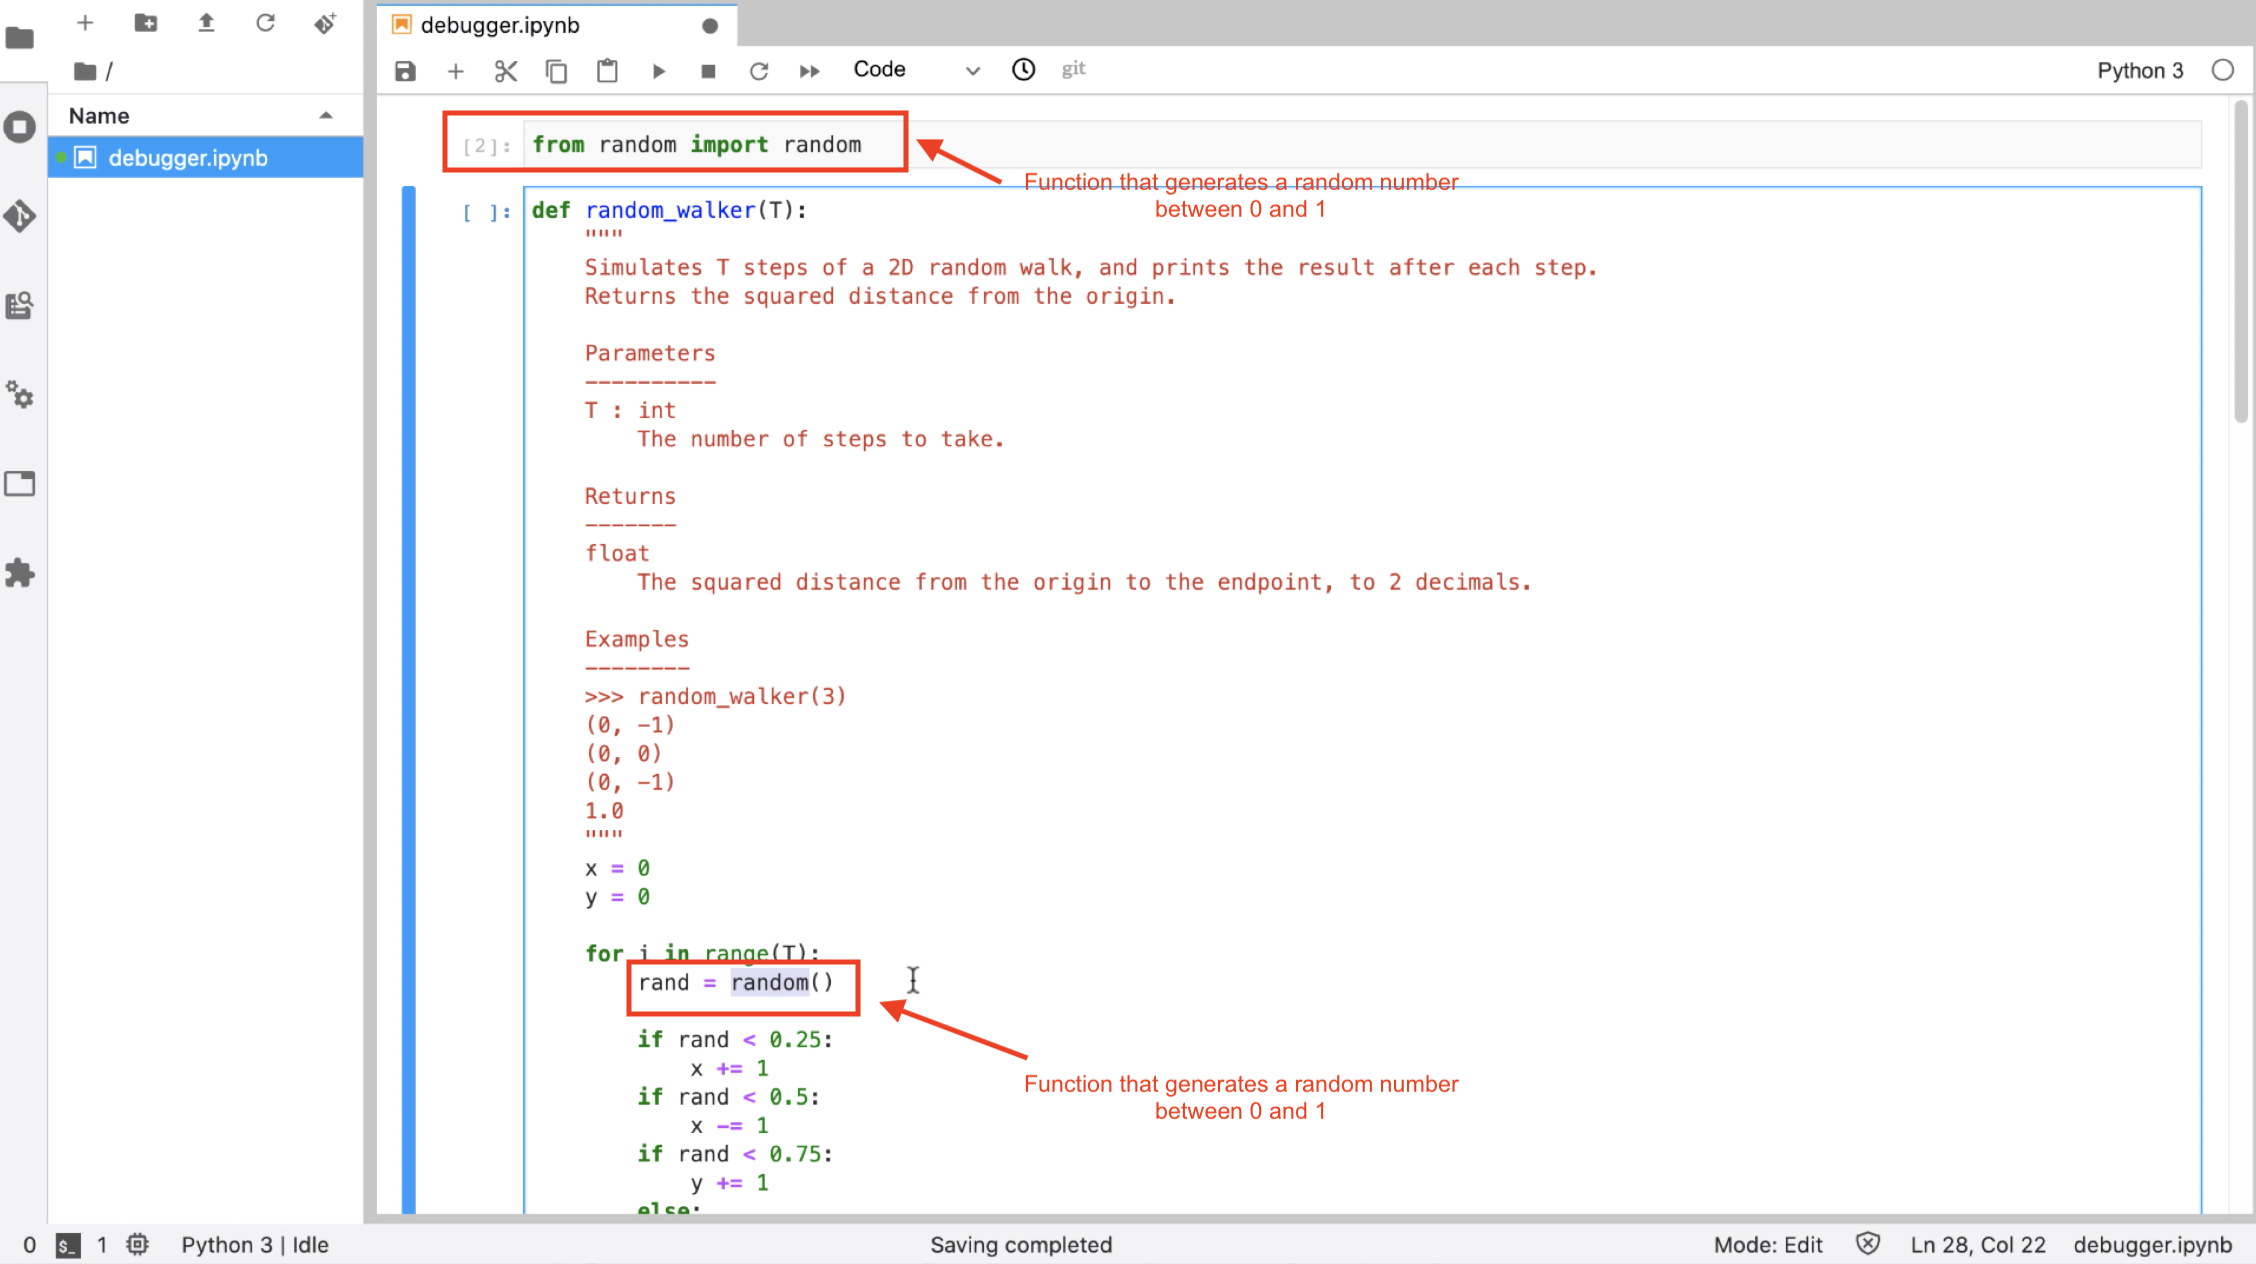 debugger.ipynb
/
Code
git
Python 3
Name
debugger.ipynb
[2]: from random import random
Function that generates a random number
between 0 and 1
[ ]: def random_walker(T):
"""
Simulates T steps of a 2D random walk, and prints the result after each step.
Returns the squared distance from the origin.
Parameters
----------
T : int
The number of steps to take.
Returns
-------
float
The squared distance from the origin to the endpoint, to 2 decimals.
Examples
--------
>>> random_walker(3)
(0, -1)
(0, 0)
(0, -1)
1.0
"""
x = 0
y = 0
for i in range(T):
rand = random()
if rand < 0.25:
x += 1
if rand < 0.5:
x -= 1
if rand < 0.75:
y += 1
else:
Function that generates a random number
between 0 and 1
0 $_ 1 Python 3 | Idle Saving completed Mode: Edit Ln 28, Col 22 debugger.ipynb